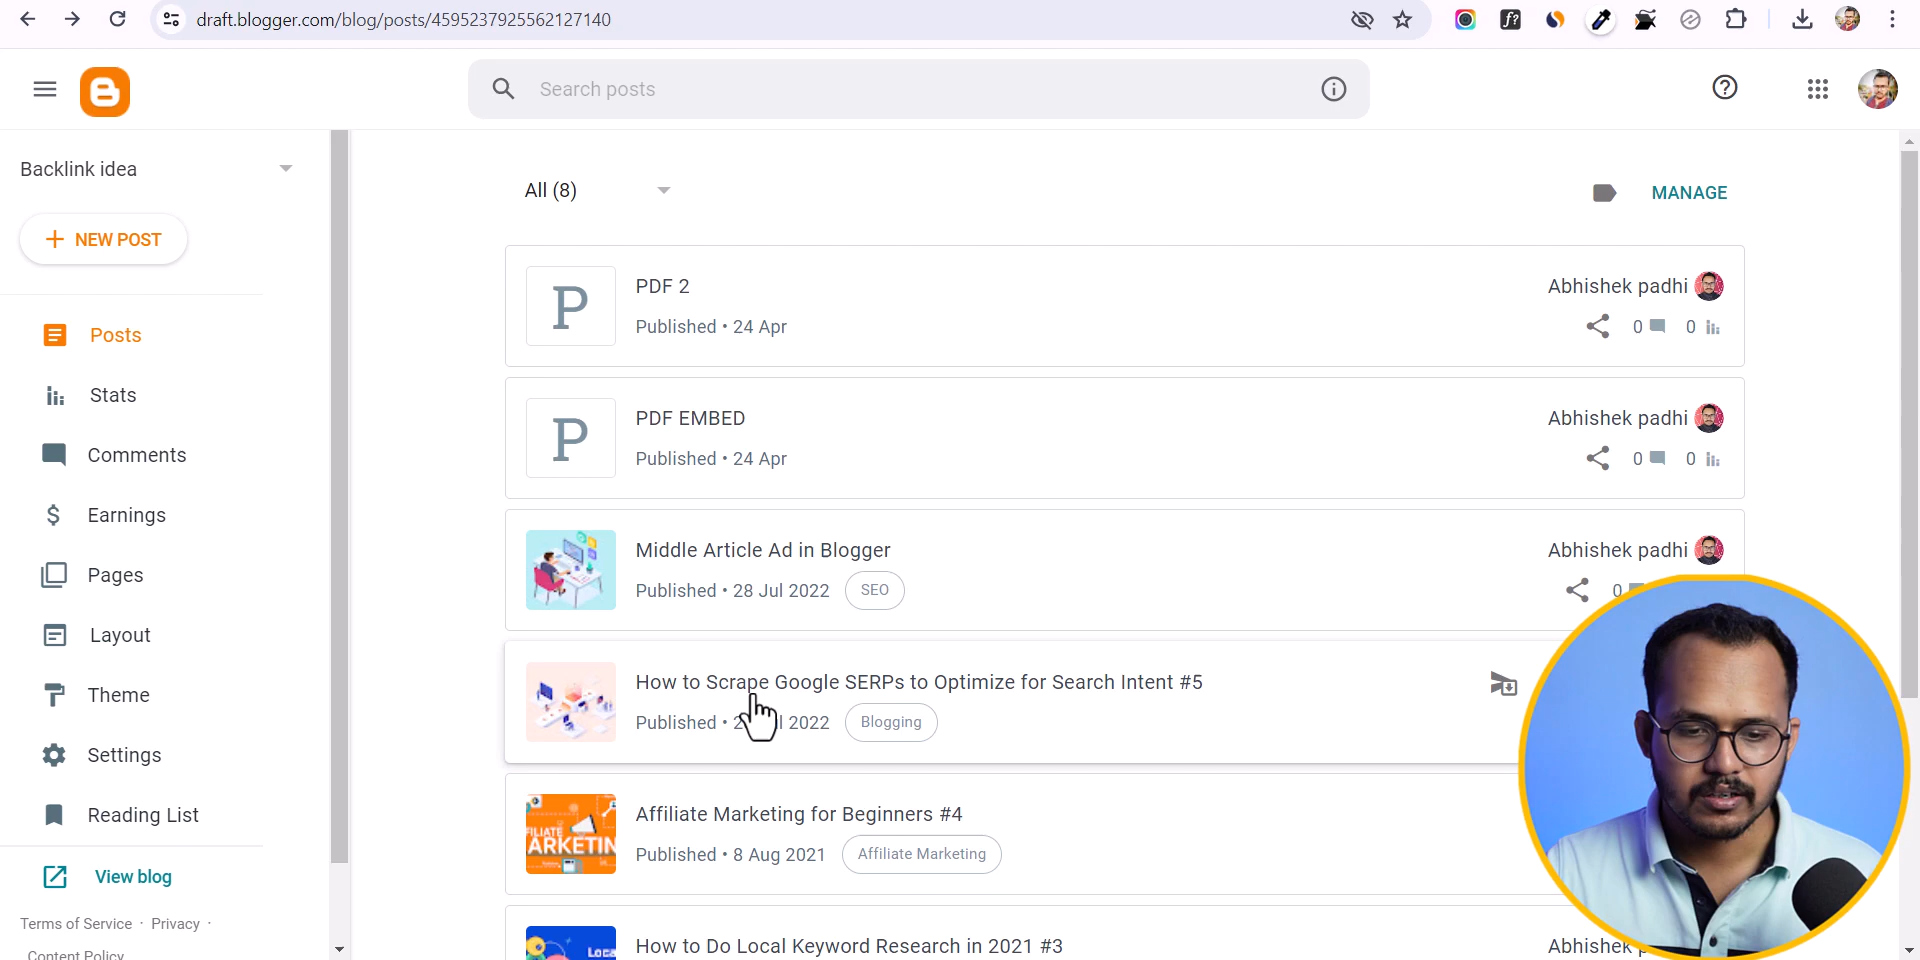 draft.blogger.com/blog/posts/4595237925562127140
f?
Search posts
Backlink idea
NEW POST
Posts
Stats
Comments
Earnings
Pages
Layout
Theme
Settings
Reading List
View blog
Terms of Service · Privacy ·
Content Policy
All (8)
MANAGE
P
PDF 2
Published • 24 Apr
Abhishek padhi
0 0
P
PDF EMBED
Published • 24 Apr
Abhishek padhi
0 0
Middle Article Ad in Blogger
Published • 28 Jul 2022
SEO
Abhishek padhi
0
How to Scrape Google SERPs to Optimize for Search Intent #5
Published • 2 2022
Blogging
ARKETIN
Affiliate Marketing for Beginners #4
Published • 8 Aug 2021
Affiliate Marketing
How to Do Local Keyword Research in 2021 #3